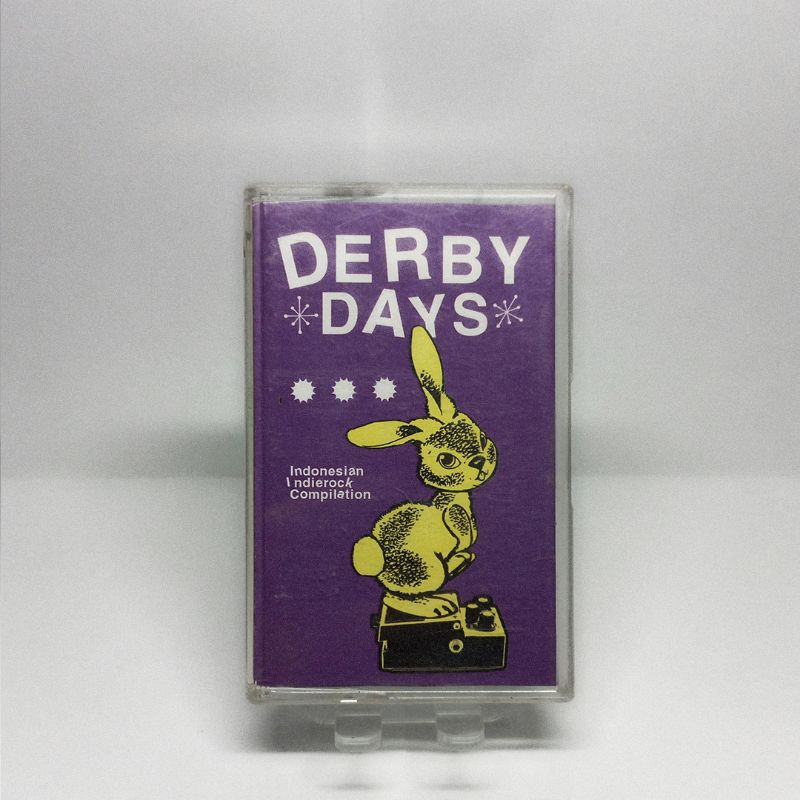 DERBY
DAYS
Indonesian
Indierock
Compilation